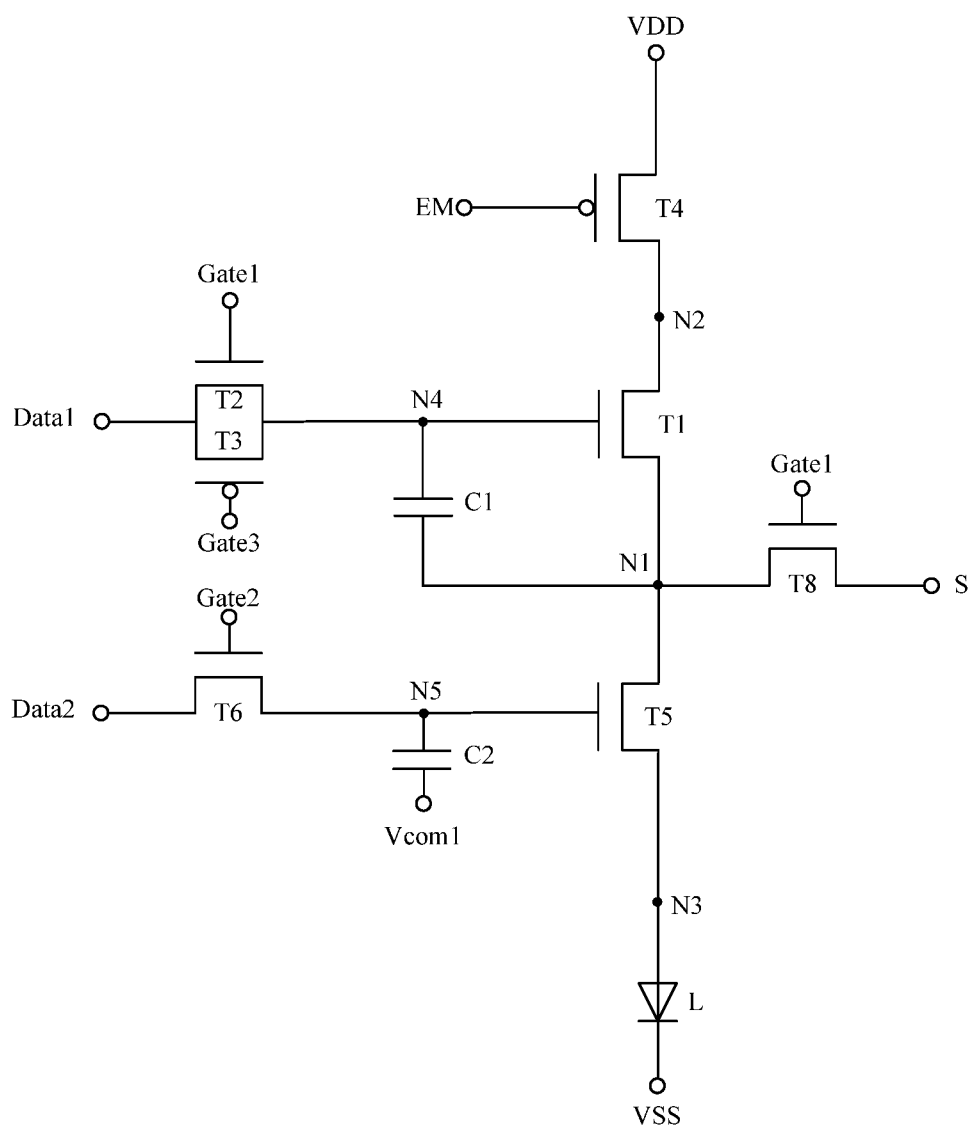 VDD
EM
T4
Gate1
N2
Data1
T2
T3
N4
T1
C1
Gate1
Gate3
N1
T8
S
Gate2
Data2
T6
N5
T5
C2
Vcom1
N3
L
VSS